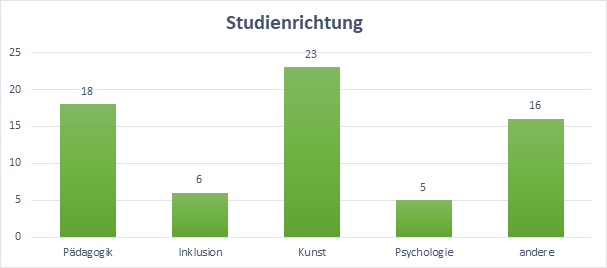 Studienrichtung
25
20
15
10
5
0
18
6
23
5
16
Pädagogik
Inklusion
Kunst
Psychologie
andere